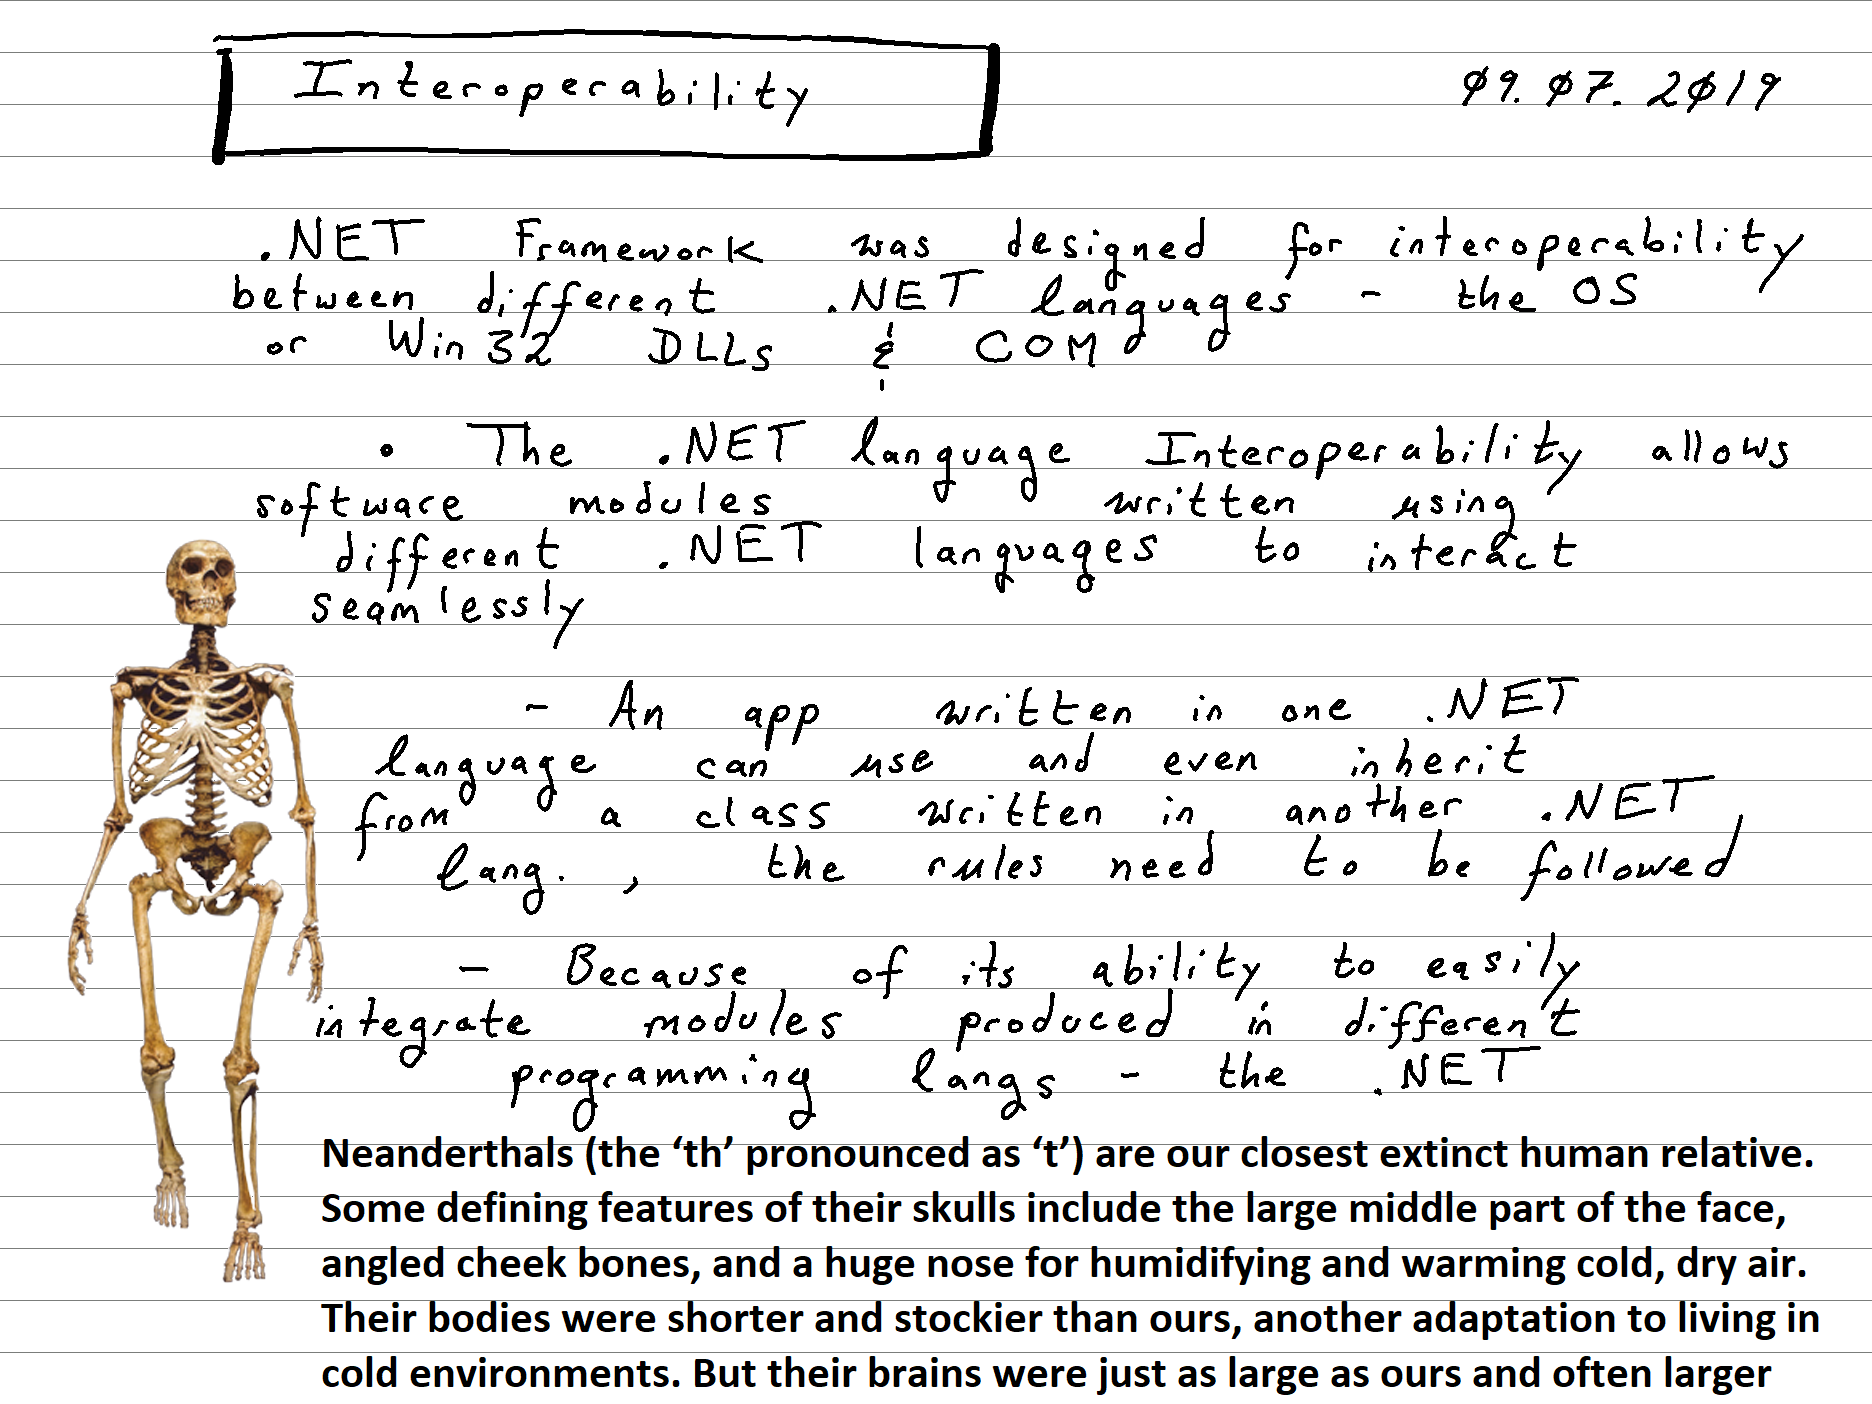 Interoperability
09.07.2019
.NET Framework was designed for interoperability
between different .NET languages - the OS
or Win 32 DLLs & COM
• The .NET language Interoperability allows
software modules written using
different .NET languages to interact
seamlessly
- An app written in one .NET
language can use and even inherit
from a class written in another .NET
lang. , the rules need to be followed
- Because of its ability to easily
integrate modules produced in different
programming langs - the .NET
Neanderthals (the ‘th’ pronounced as ‘t’) are our closest extinct human relative.
Some defining features of their skulls include the large middle part of the face,
angled cheek bones, and a huge nose for humidifying and warming cold, dry air.
Their bodies were shorter and stockier than ours, another adaptation to living in
cold environments. But their brains were just as large as ours and often larger